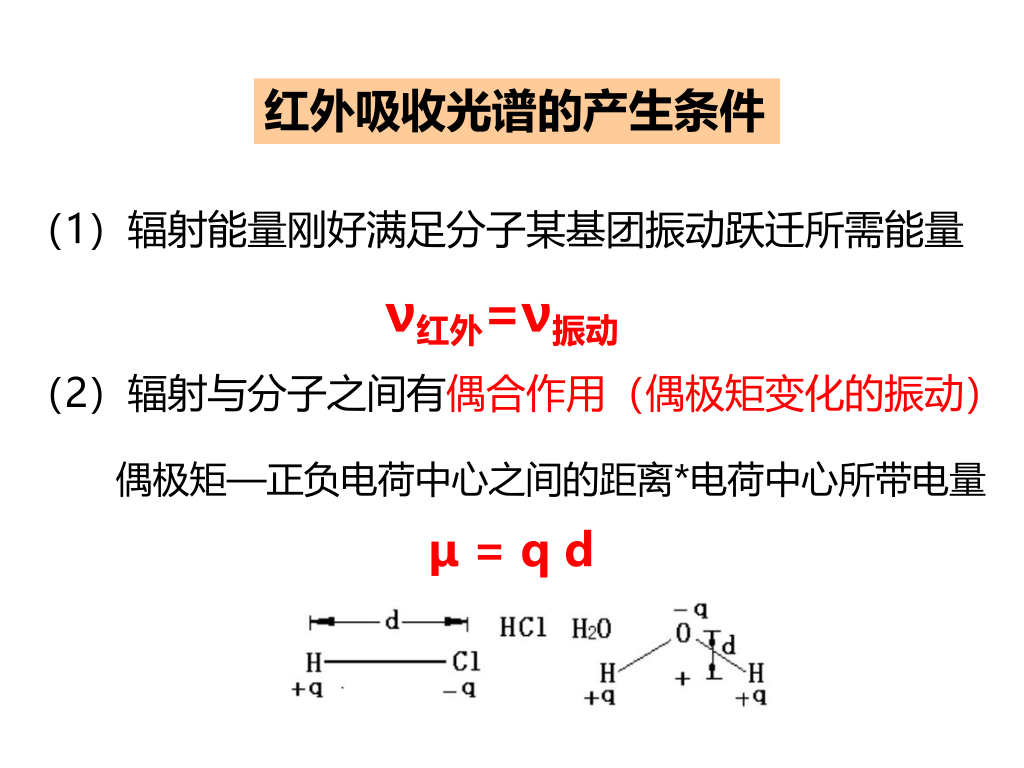 红外吸收光谱的产生条件
（1）辐射能量刚好满足分子某基团振动跃迁所需能量
ν红外=ν振动
（2）辐射与分子之间有偶合作用（偶极矩变化的振动）
偶极矩—正负电荷中心之间的距离*电荷中心所带电量
μ = q d
d
HCl
H Cl
+q -q
H2O
-q
O
d
H + H
+q +q